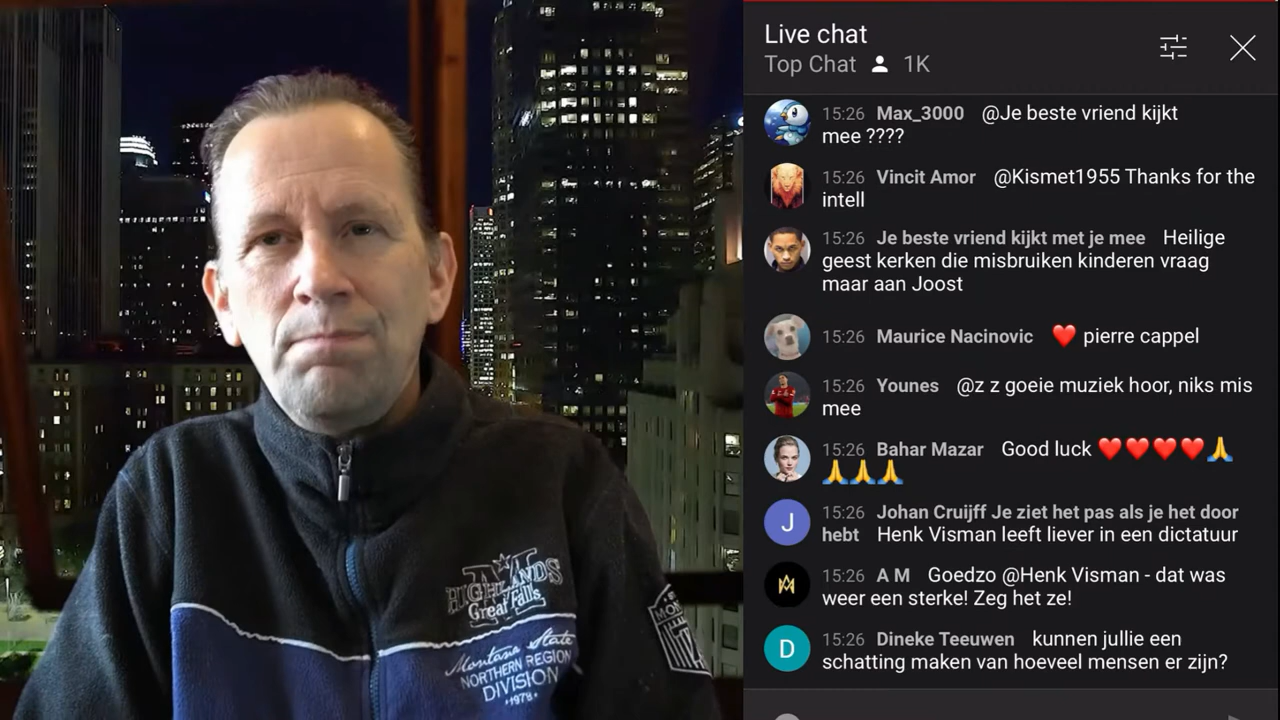 Live chat
Top Chat 1K
15:26 Max_3000 @Je beste vriend kijkt
mee ????
15:26 Vincit Amor @Kismet1955 Thanks for the
intell
15:26 Je beste vriend kijkt met je mee Heilige
geest kerken die misbruiken kinderen vraag
maar aan Joost
15:26 Maurice Nacinovic ❤️ pierre cappel
15:26 Younes @z z goeie muziek hoor, niks mis
mee
15:26 Bahar Mazar Good luck ❤️❤️❤️❤️🙏
🙏🙏🙏
J
15:26 Johan Cruijff Je ziet het pas als je het door
hebt Henk Visman leeft liever in een dictatuur
15:26 A M Goedzo @Henk Visman - dat was
weer een sterke! Zeg het ze!
D
15:26 Dineke Teeuwen kunnen jullie een
schatting maken van hoeveel mensen er zijn?
HIGHLANDS
Great Falls
Montana State
NORTHERN REGION
DIVISION
1978